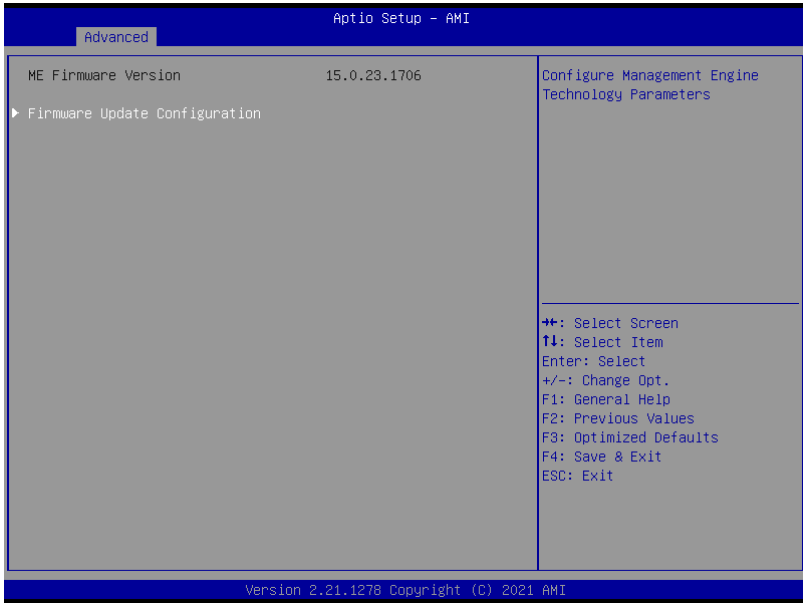 Aptio Setup – AMI
Advanced
ME Firmware Version 15.0.23.1706
Firmware Update Configuration
Configure Management Engine
Technology Parameters
→←: Select Screen
↑↓: Select Item
Enter: Select
+/-: Change Opt.
F1: General Help
F2: Previous Values
F3: Optimized Defaults
F4: Save & Exit
ESC: Exit
Version 2.21.1278 Copyright (C) 2021 AMI